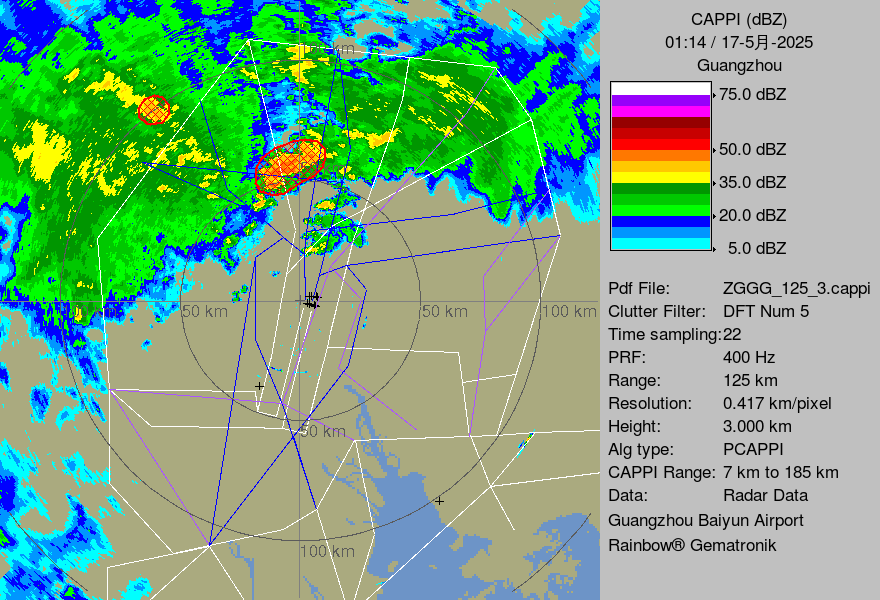 CAPPI (dBZ)
01:14 / 17-5月-2025
Guangzhou
75.0 dBZ
50.0 dBZ
35.0 dBZ
20.0 dBZ
5.0 dBZ
Pdf File: ZGGG_125_3.cappi
Clutter Filter: DFT Num 5
Time sampling:22
PRF: 400 Hz
Range: 125 km
Resolution: 0.417 km/pixel
Height: 3.000 km
Alg type: PCAPPI
CAPPI Range: 7 km to 185 km
Data: Radar Data
Guangzhou Baiyun Airport
Rainbow® Gematronik
100 km
50 km
50 km
100 km
50 km
100 km